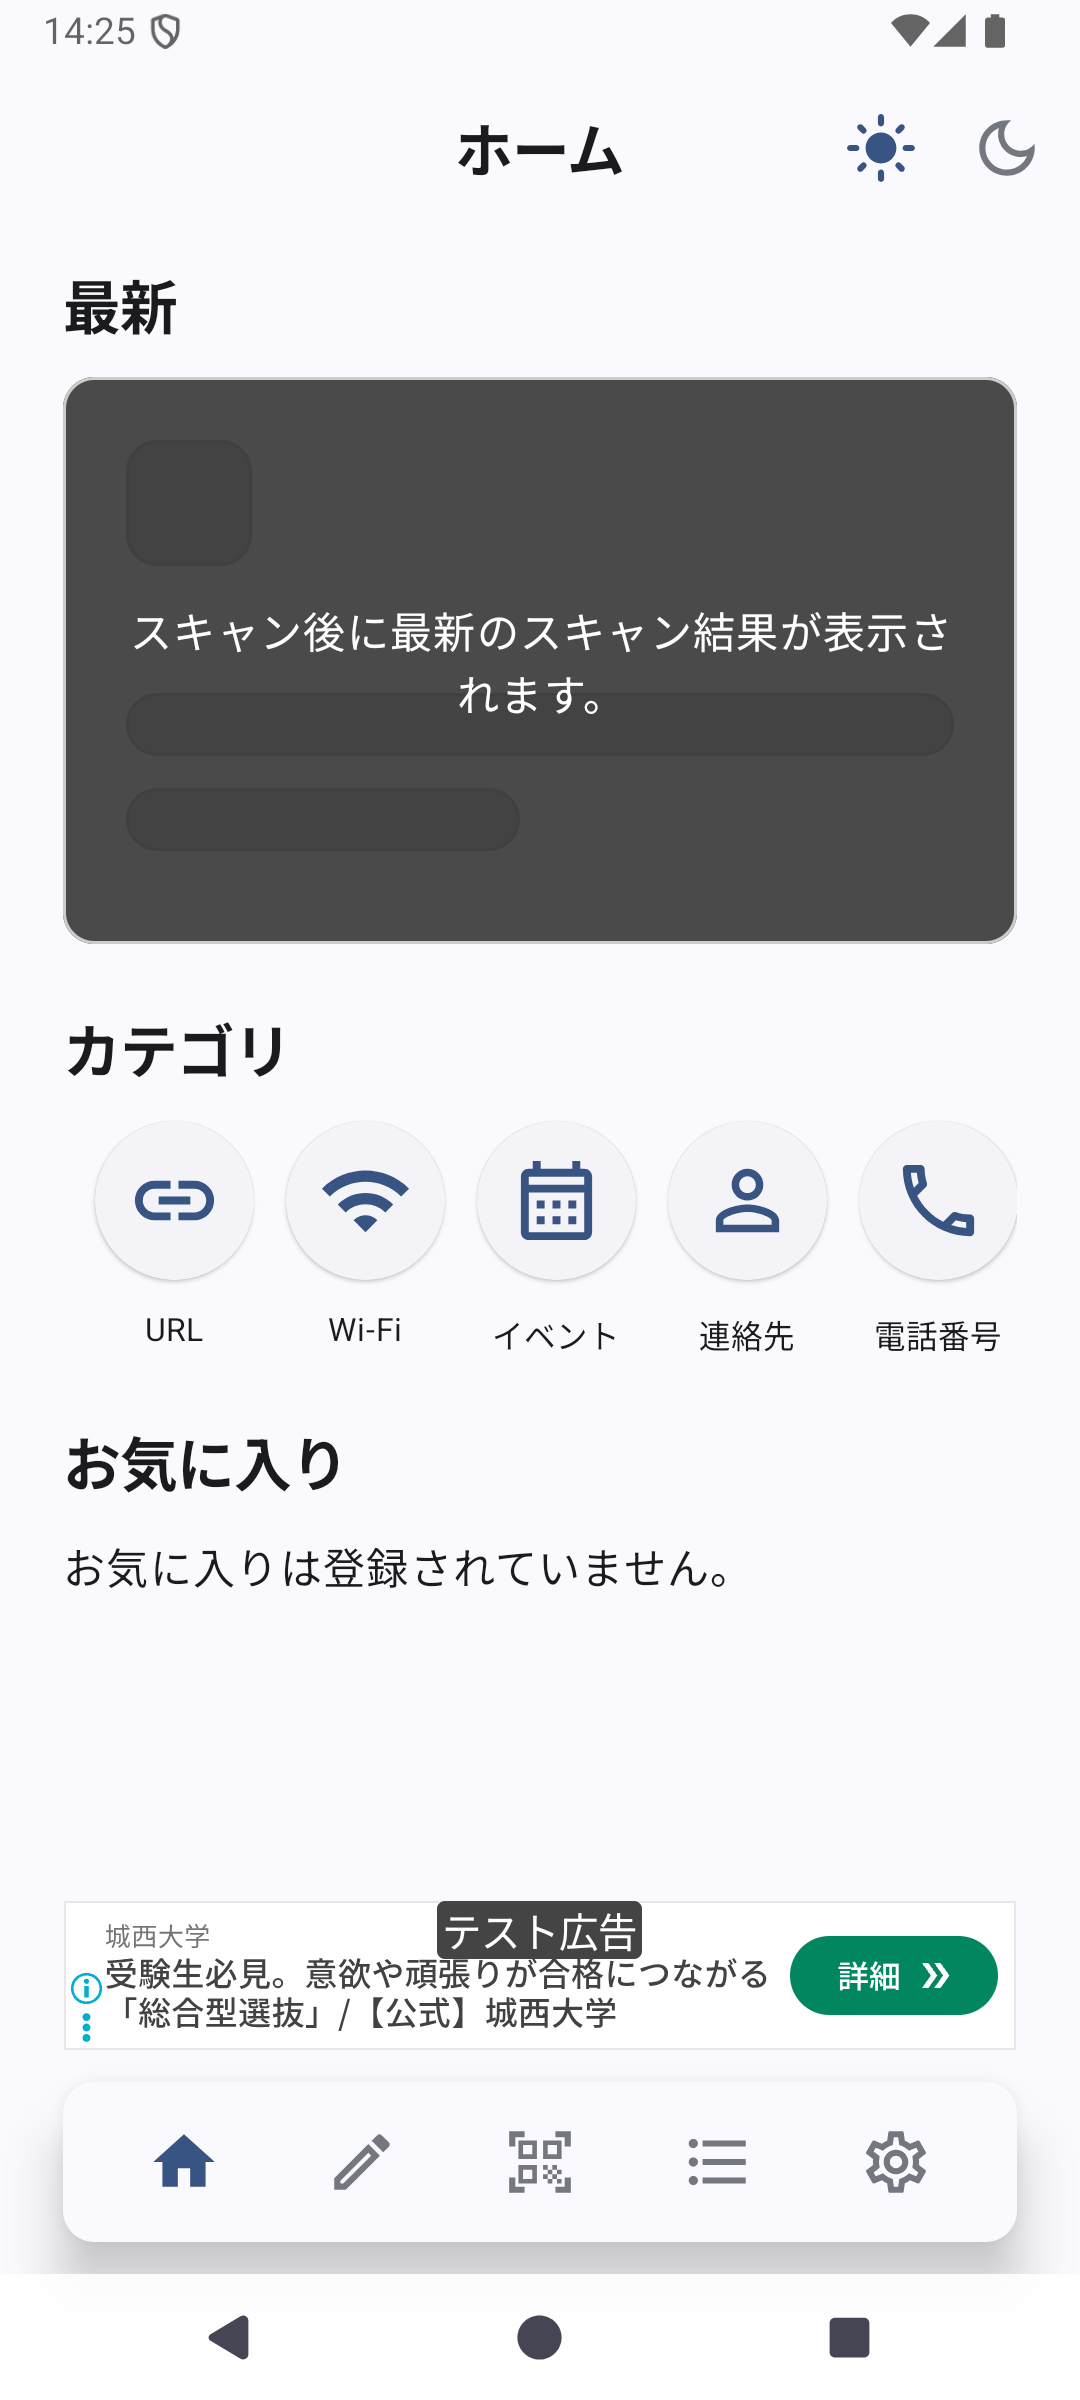 14:25
ホーム
最新
スキャン後に最新のスキャン結果が表示さ
れます。
カテゴリ
URL
Wi-Fi
イベント
連絡先
電話番号
お気に入り
お気に入りは登録されていません。
テスト広告
城西大学
受験生必見。意欲や頑張りが合格につながる
「総合型選抜」/【公式】城西大学
詳細